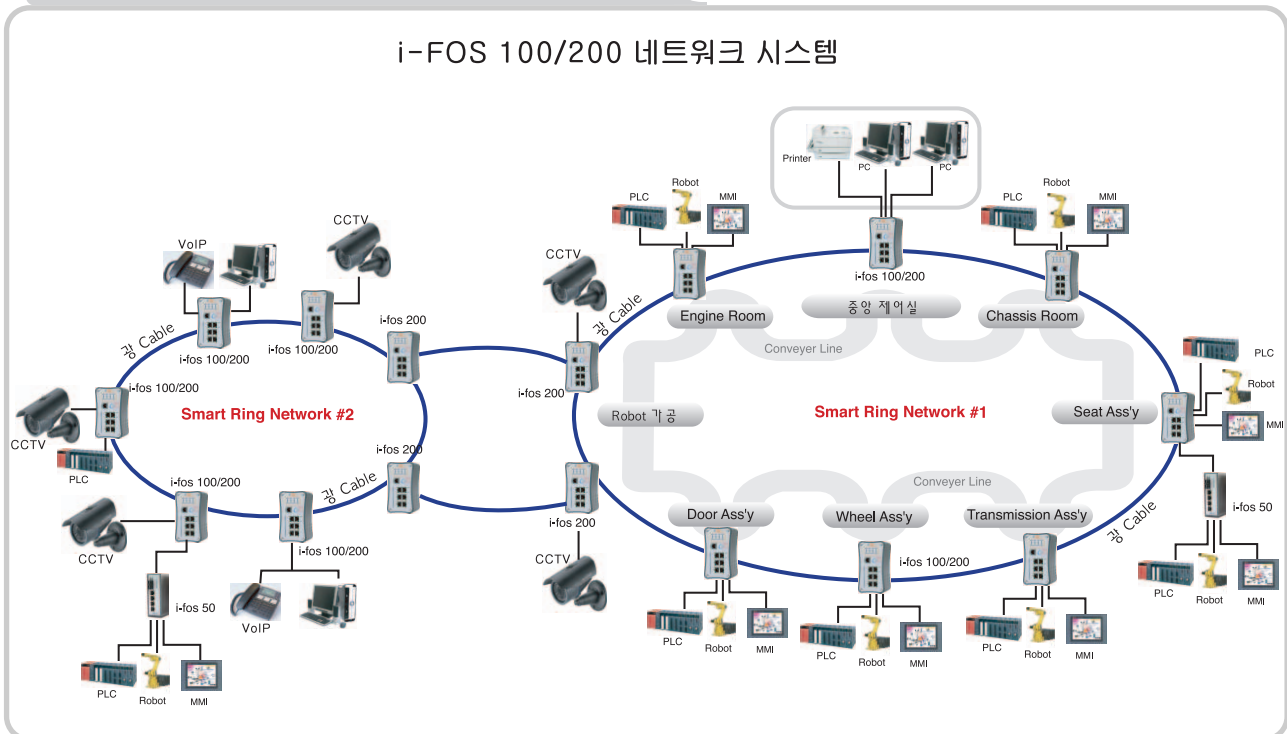 i-FOS 100/200 네트워크 시스템
Printer
PC
PC
PLC
Robot
MMI
PLC
Robot
MMI
CCTV
VoIP
CCTV
i-fos 100/200
광 Cable
Engine Room
중앙 제어실
Chassis Room
Conveyer Line
i-fos 200
광 Cable
i-fos 100/200
i-fos 100/200
i-fos 100/200
i-fos 200
PLC
Robot
MMI
Smart Ring Network #2
Robot 가공
Smart Ring Network #1
Seat Ass'y
CCTV
PLC
i-fos 200
광 Cable
i-fos 100/200
Conveyer Line
CCTV
i-fos 100/200
i-fos 200
Door Ass'y
Wheel Ass'y
Transmission Ass'y
광 Cable
i-fos 50
i-fos 100/200
CCTV
i-fos 50
VoIP
PLC
Robot
MMI
PLC
Robot
MMI
PLC
Robot
MMI
PLC
Robot
MMI
PLC
Robot
MMI